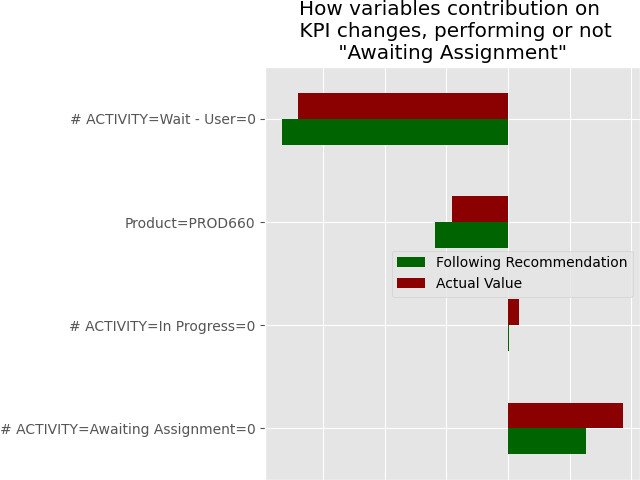 How variables contribution on
KPI changes, performing or not
"Awaiting Assignment"
# ACTIVITY=Wait - User=0
Product=PROD660
Following Recommendation
Actual Value
# ACTIVITY=In Progress=0
# ACTIVITY=Awaiting Assignment=0